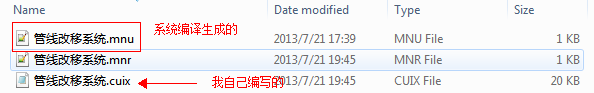 Name Date modified Type Size
管线改移系统.mnu 系统编译生成的 2013/7/21 17:39 MNU File 1 KB
管线改移系统.mnr 2013/7/21 19:45 MNR File 1 KB
管线改移系统.cuix 我自己编写的 2013/7/21 19:45 CUIX File 20 KB